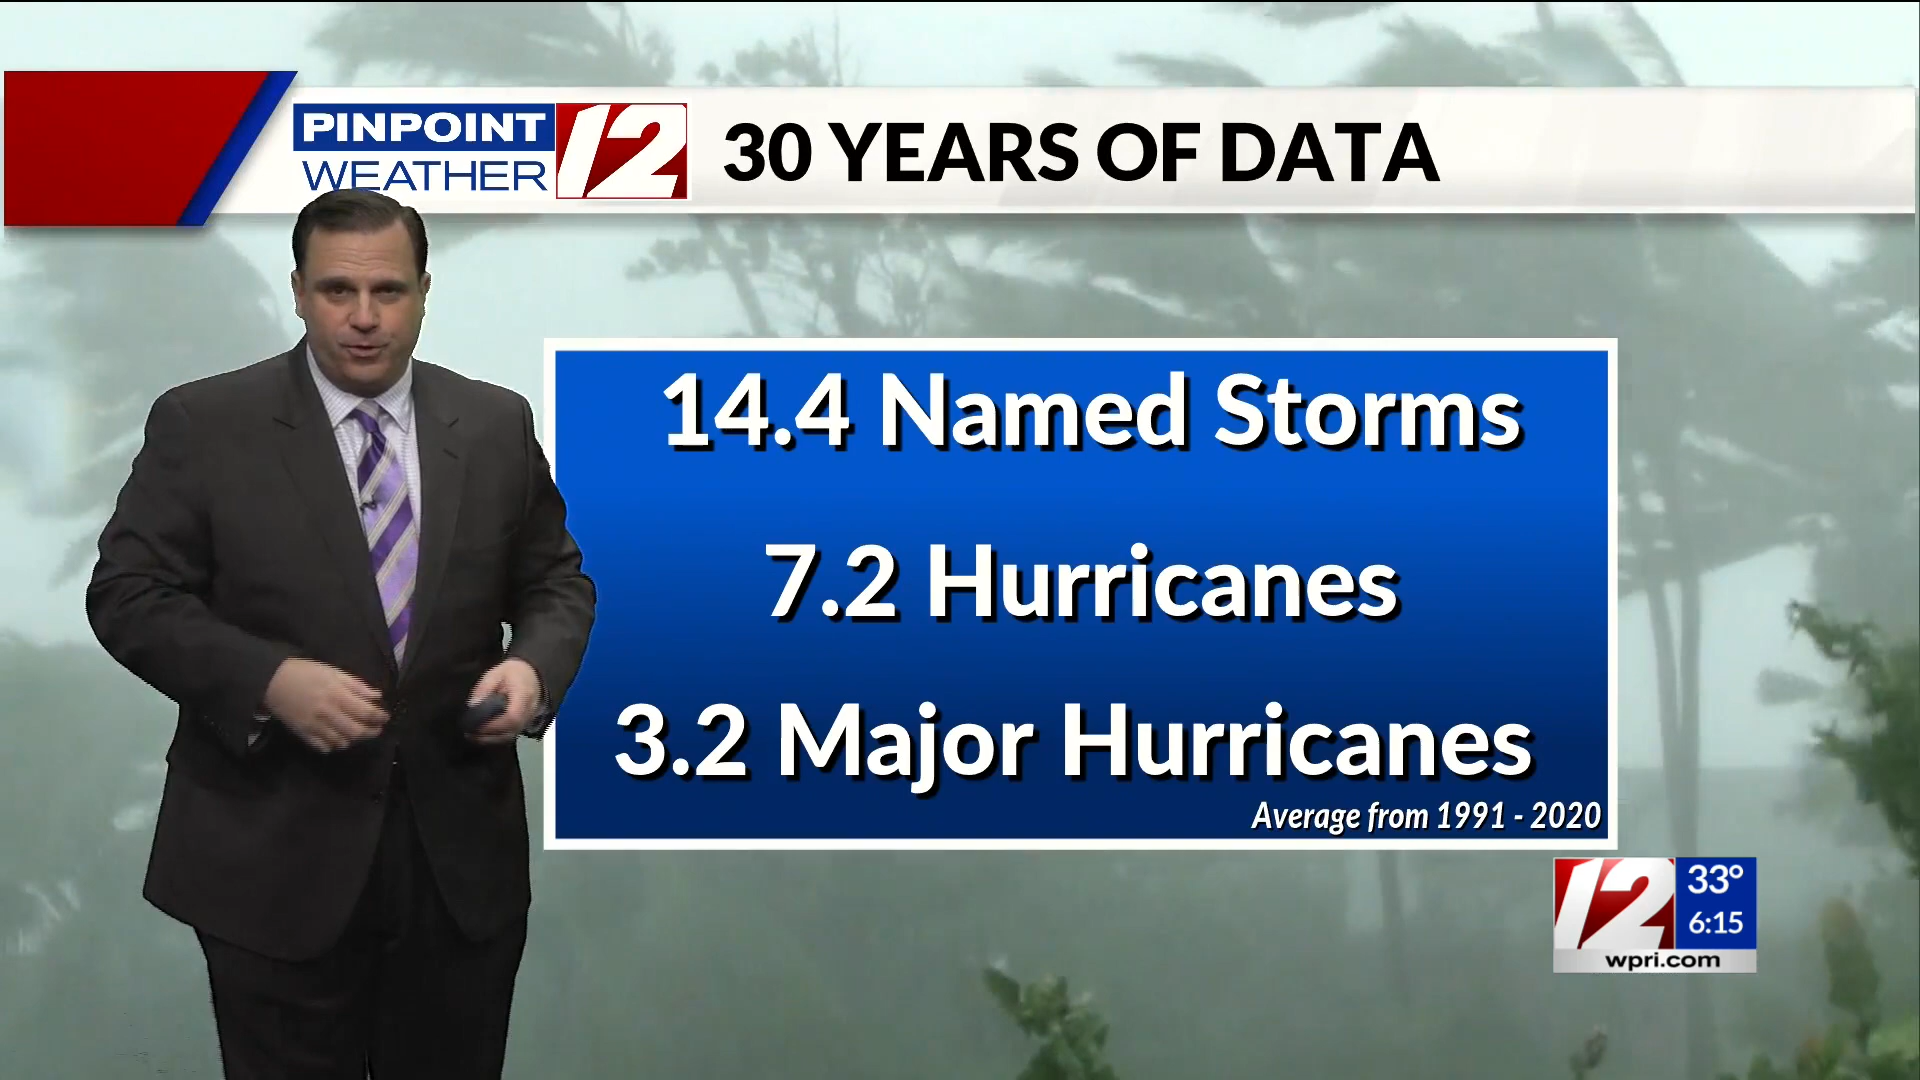 PINPOINT
WEATHER
12
30 YEARS OF DATA
14.4 Named Storms
7.2 Hurricanes
3.2 Major Hurricanes
Average from 1991 - 2020
12
33°
6:15
wpri.com